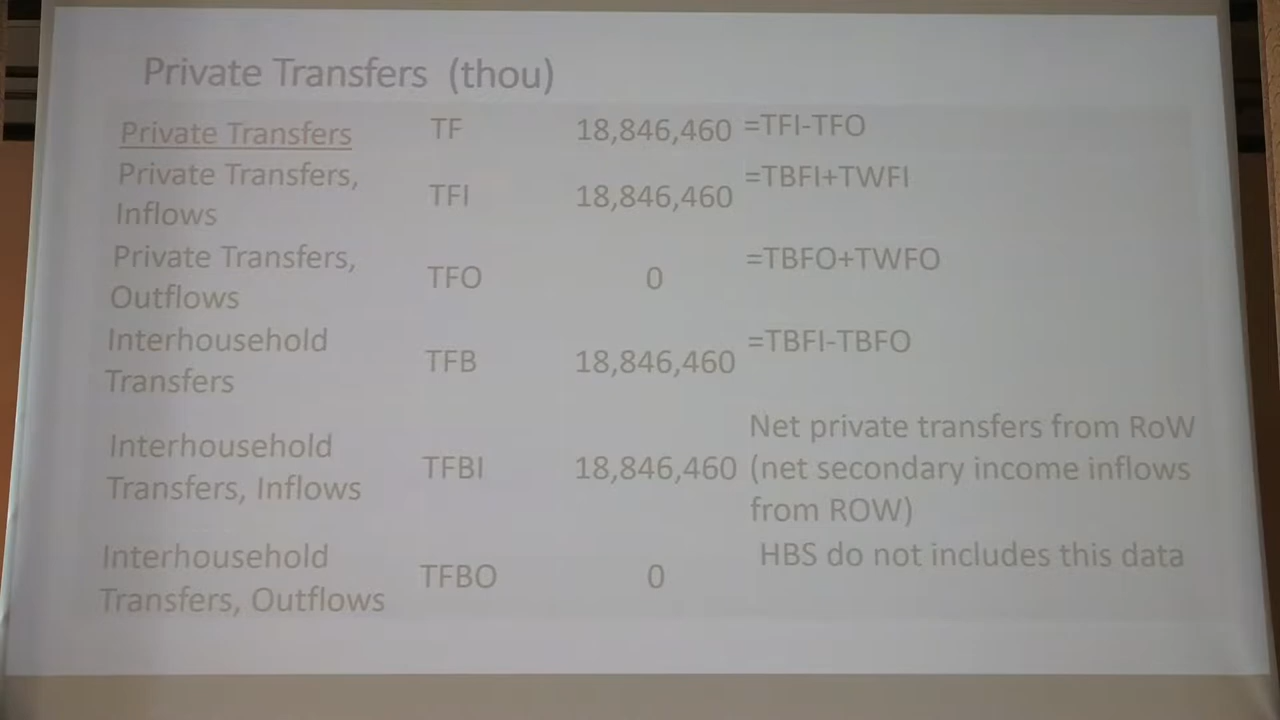 Private Transfers (thou)
Private Transfers TF 18,846,460 =TFI-TFO
Private Transfers, Inflows TFI 18,846,460 =TBFI+TWFI
Private Transfers, Outflows TFO 0 =TBFO+TWFO
Interhousehold Transfers TFB 18,846,460 =TBFI-TBFO
Interhousehold Transfers, Inflows TFBI 18,846,460 Net private transfers from RoW (net secondary income inflows from ROW)
Interhousehold Transfers, Outflows TFBO 0 HBS do not includes this data